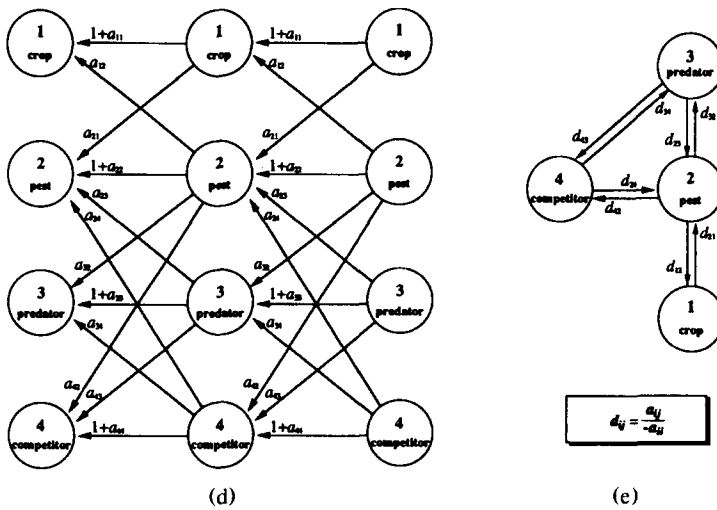 1 1 1
crop crop crop
1+a₁₁ 1+a₁₁
a₁₂ a₁₂
a₂₁ a₂₁
2 2 2
pest pest pest
1+a₂₂ 1+a₂₂
a₂₃ a₂₃
a₂₄ a₂₄
a₃₂ a₃₂
3 3 3
predator predator predator
1+a₃₃ 1+a₃₃
a₃₄ a₃₄
a₄₂ a₄₂
a₄₃ a₄₃
4 4 4
competitor competitor competitor
1+a₄₄ 1+a₄₄
(d)
3
predator
d₄₃ d₃₄
d₂₃ d₃₂
4
competitor
d₂₄
d₄₂
2
pest
d₁₂ d₂₁
1
crop
dᵢⱼ = aᵢⱼ / -aᵢᵢ
(e)